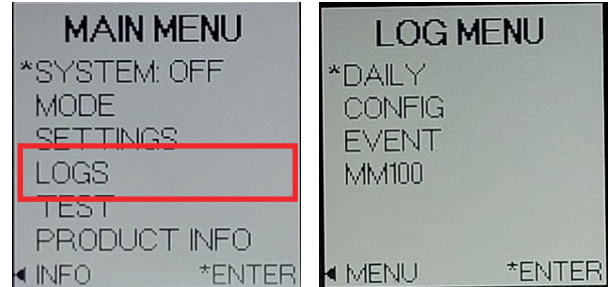 MAIN MENU
*SYSTEM: OFF
MODE
SETTINGS
LOGS
TEST
PRODUCT INFO
◄ INFO *ENTER
LOG MENU
*DAILY
CONFIG
EVENT
MM100
◄ MENU *ENTER